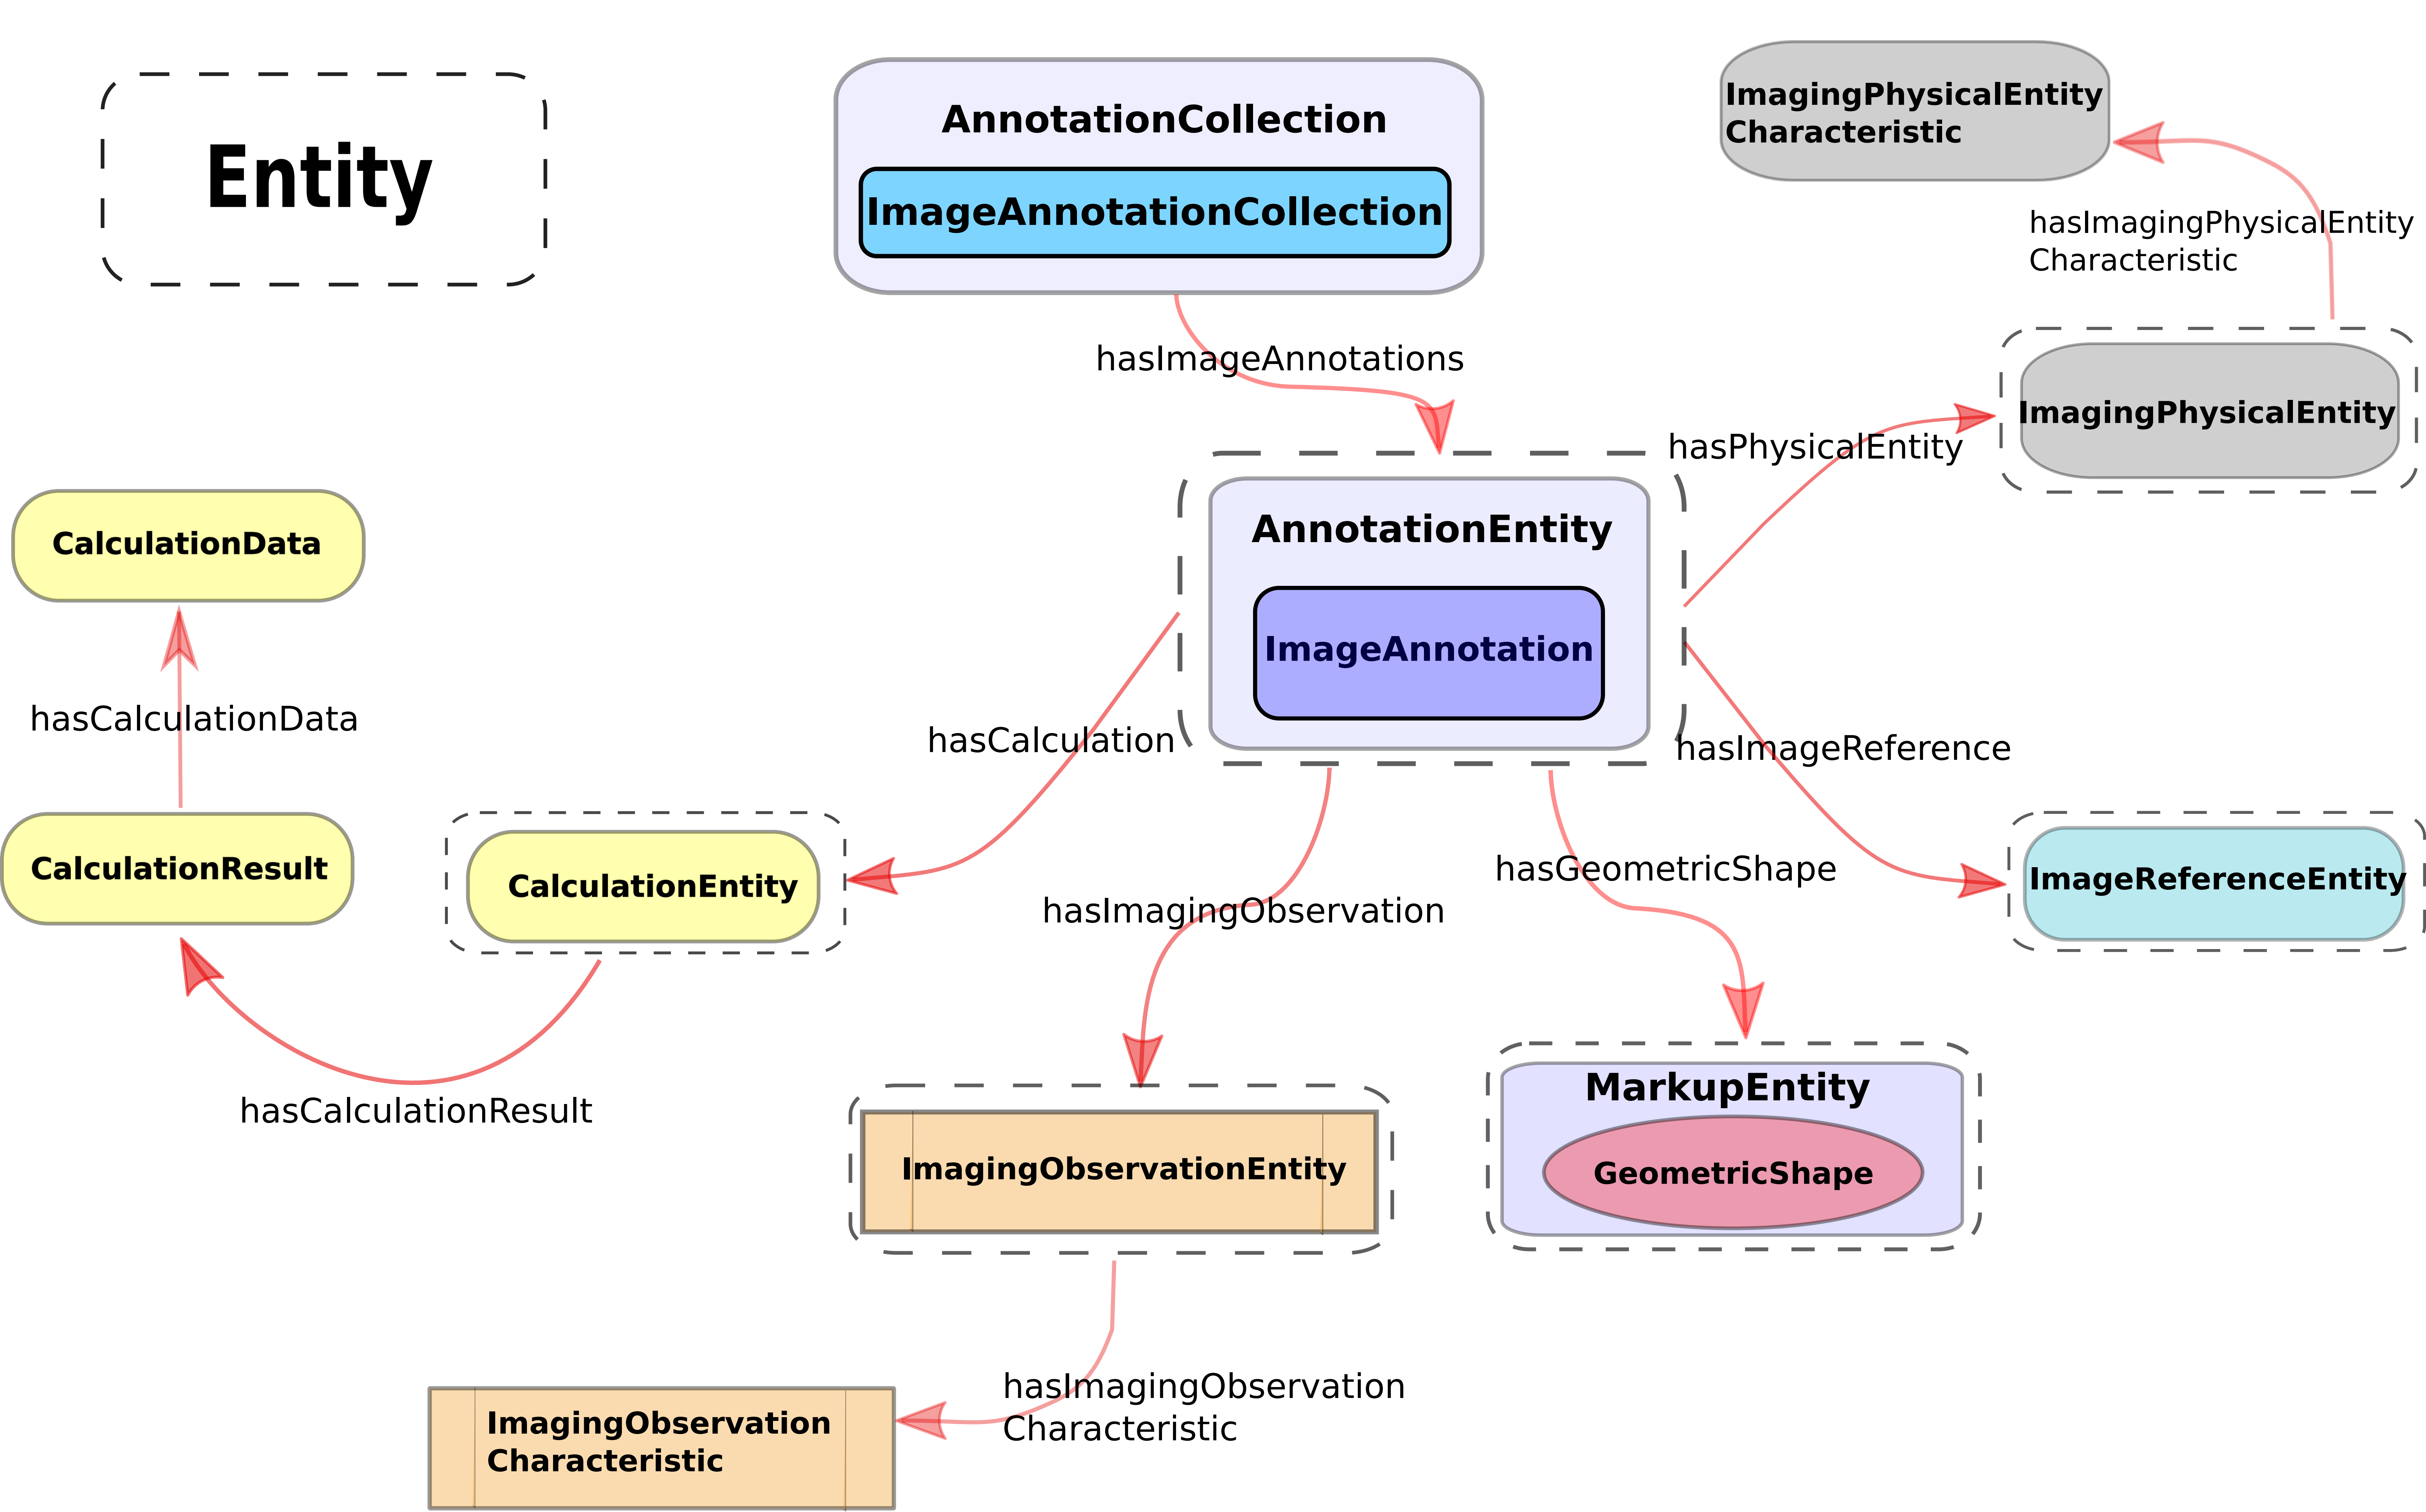 Entity
AnnotationCollection
ImageAnnotationCollection
ImagingPhysicalEntity
Characteristic
hasImagingPhysicalEntity
Characteristic
hasImageAnnotations
ImagingPhysicalEntity
hasPhysicalEntity
AnnotationEntity
ImageAnnotation
CalculationData
hasCalculationData
hasCalculation
hasImageReference
CalculationResult
CalculationEntity
hasGeometricShape
ImageReferenceEntity
hasImagingObservation
hasCalculationResult
MarkupEntity
GeometricShape
ImagingObservationEntity
hasImagingObservation
Characteristic
ImagingObservation
Characteristic